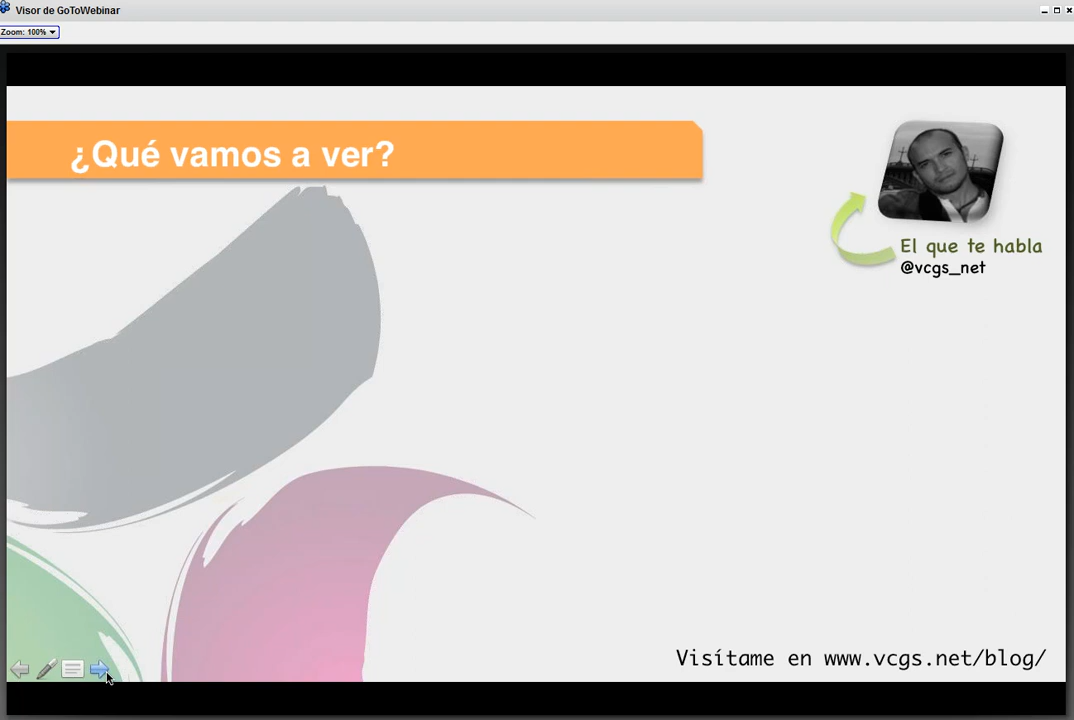 Visor de GoToWebinar
Zoom: 100%
¿Qué vamos a ver?
El que te habla
@vcgs_net
Visítame en www.vcgs.net/blog/